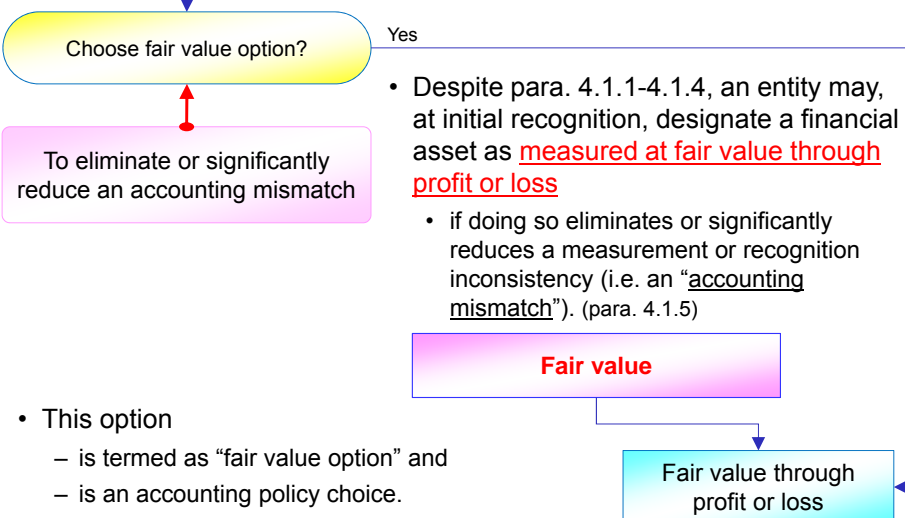 Choose fair value option?
Yes
To eliminate or significantly
reduce an accounting mismatch
• Despite para. 4.1.1-4.1.4, an entity may,
at initial recognition, designate a financial
asset as measured at fair value through
profit or loss
• if doing so eliminates or significantly
reduces a measurement or recognition
inconsistency (i.e. an “accounting
mismatch”). (para. 4.1.5)
Fair value
• This option
– is termed as “fair value option” and
– is an accounting policy choice.
Fair value through
profit or loss